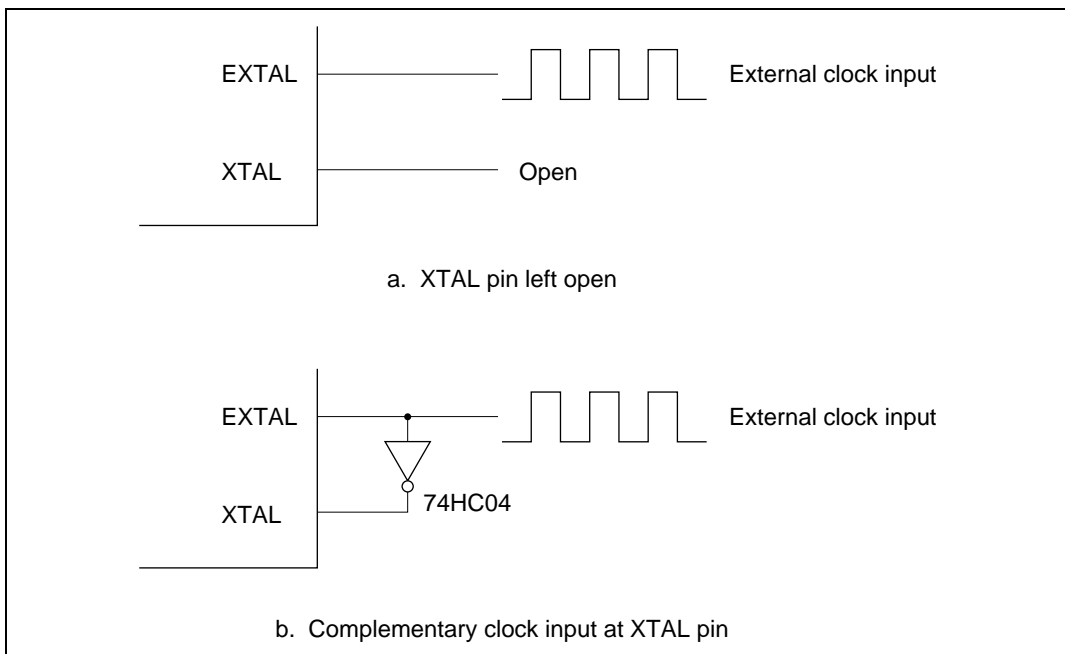 EXTAL
External clock input
XTAL
Open
a. XTAL pin left open
EXTAL
External clock input
74HC04
XTAL
b. Complementary clock input at XTAL pin